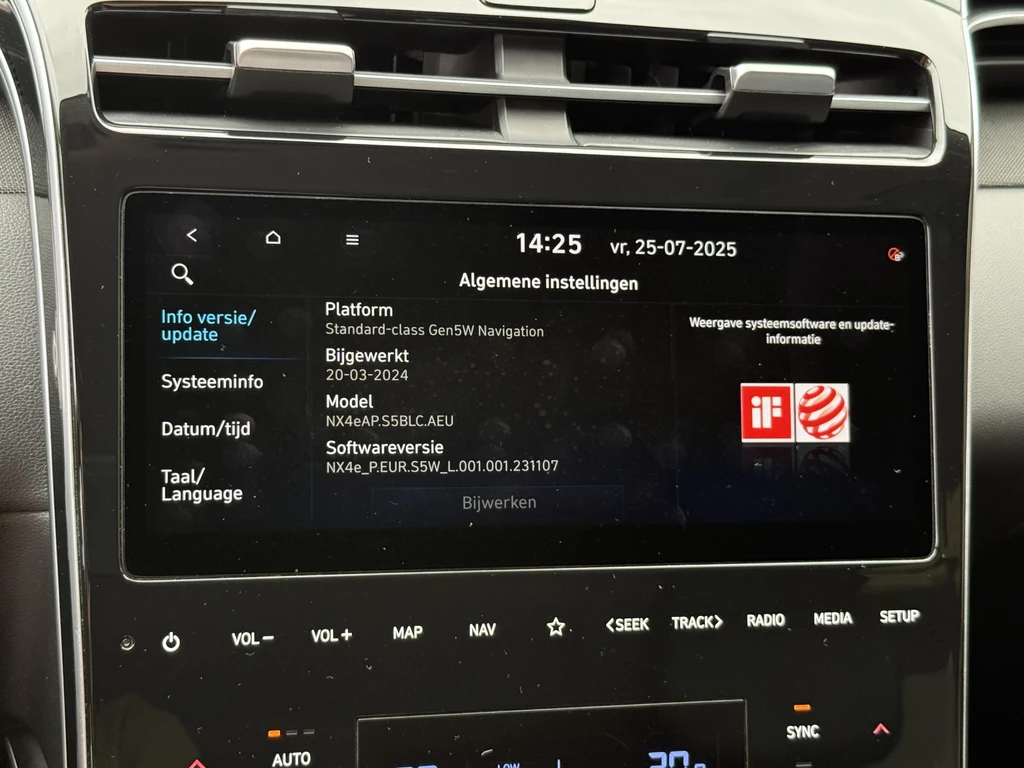 14:25 vr, 25-07-2025
Algemene instellingen
Info versie/
update
Systeeminfo
Datum/tijd
Taal/
Language
Platform
Standard-class Gen5W Navigation
Bijgewerkt
20-03-2024
Model
NX4eAP.S5BLC.AEU
Softwareversie
NX4e_P.EUR.S5W_L.001.001.231107
Bijwerken
Weergave systeemsoftware en update-
informatie
iF
VOL− VOL+ MAP NAV <SEEK TRACK> RADIO MEDIA SETUP
AUTO SYNC
LOW